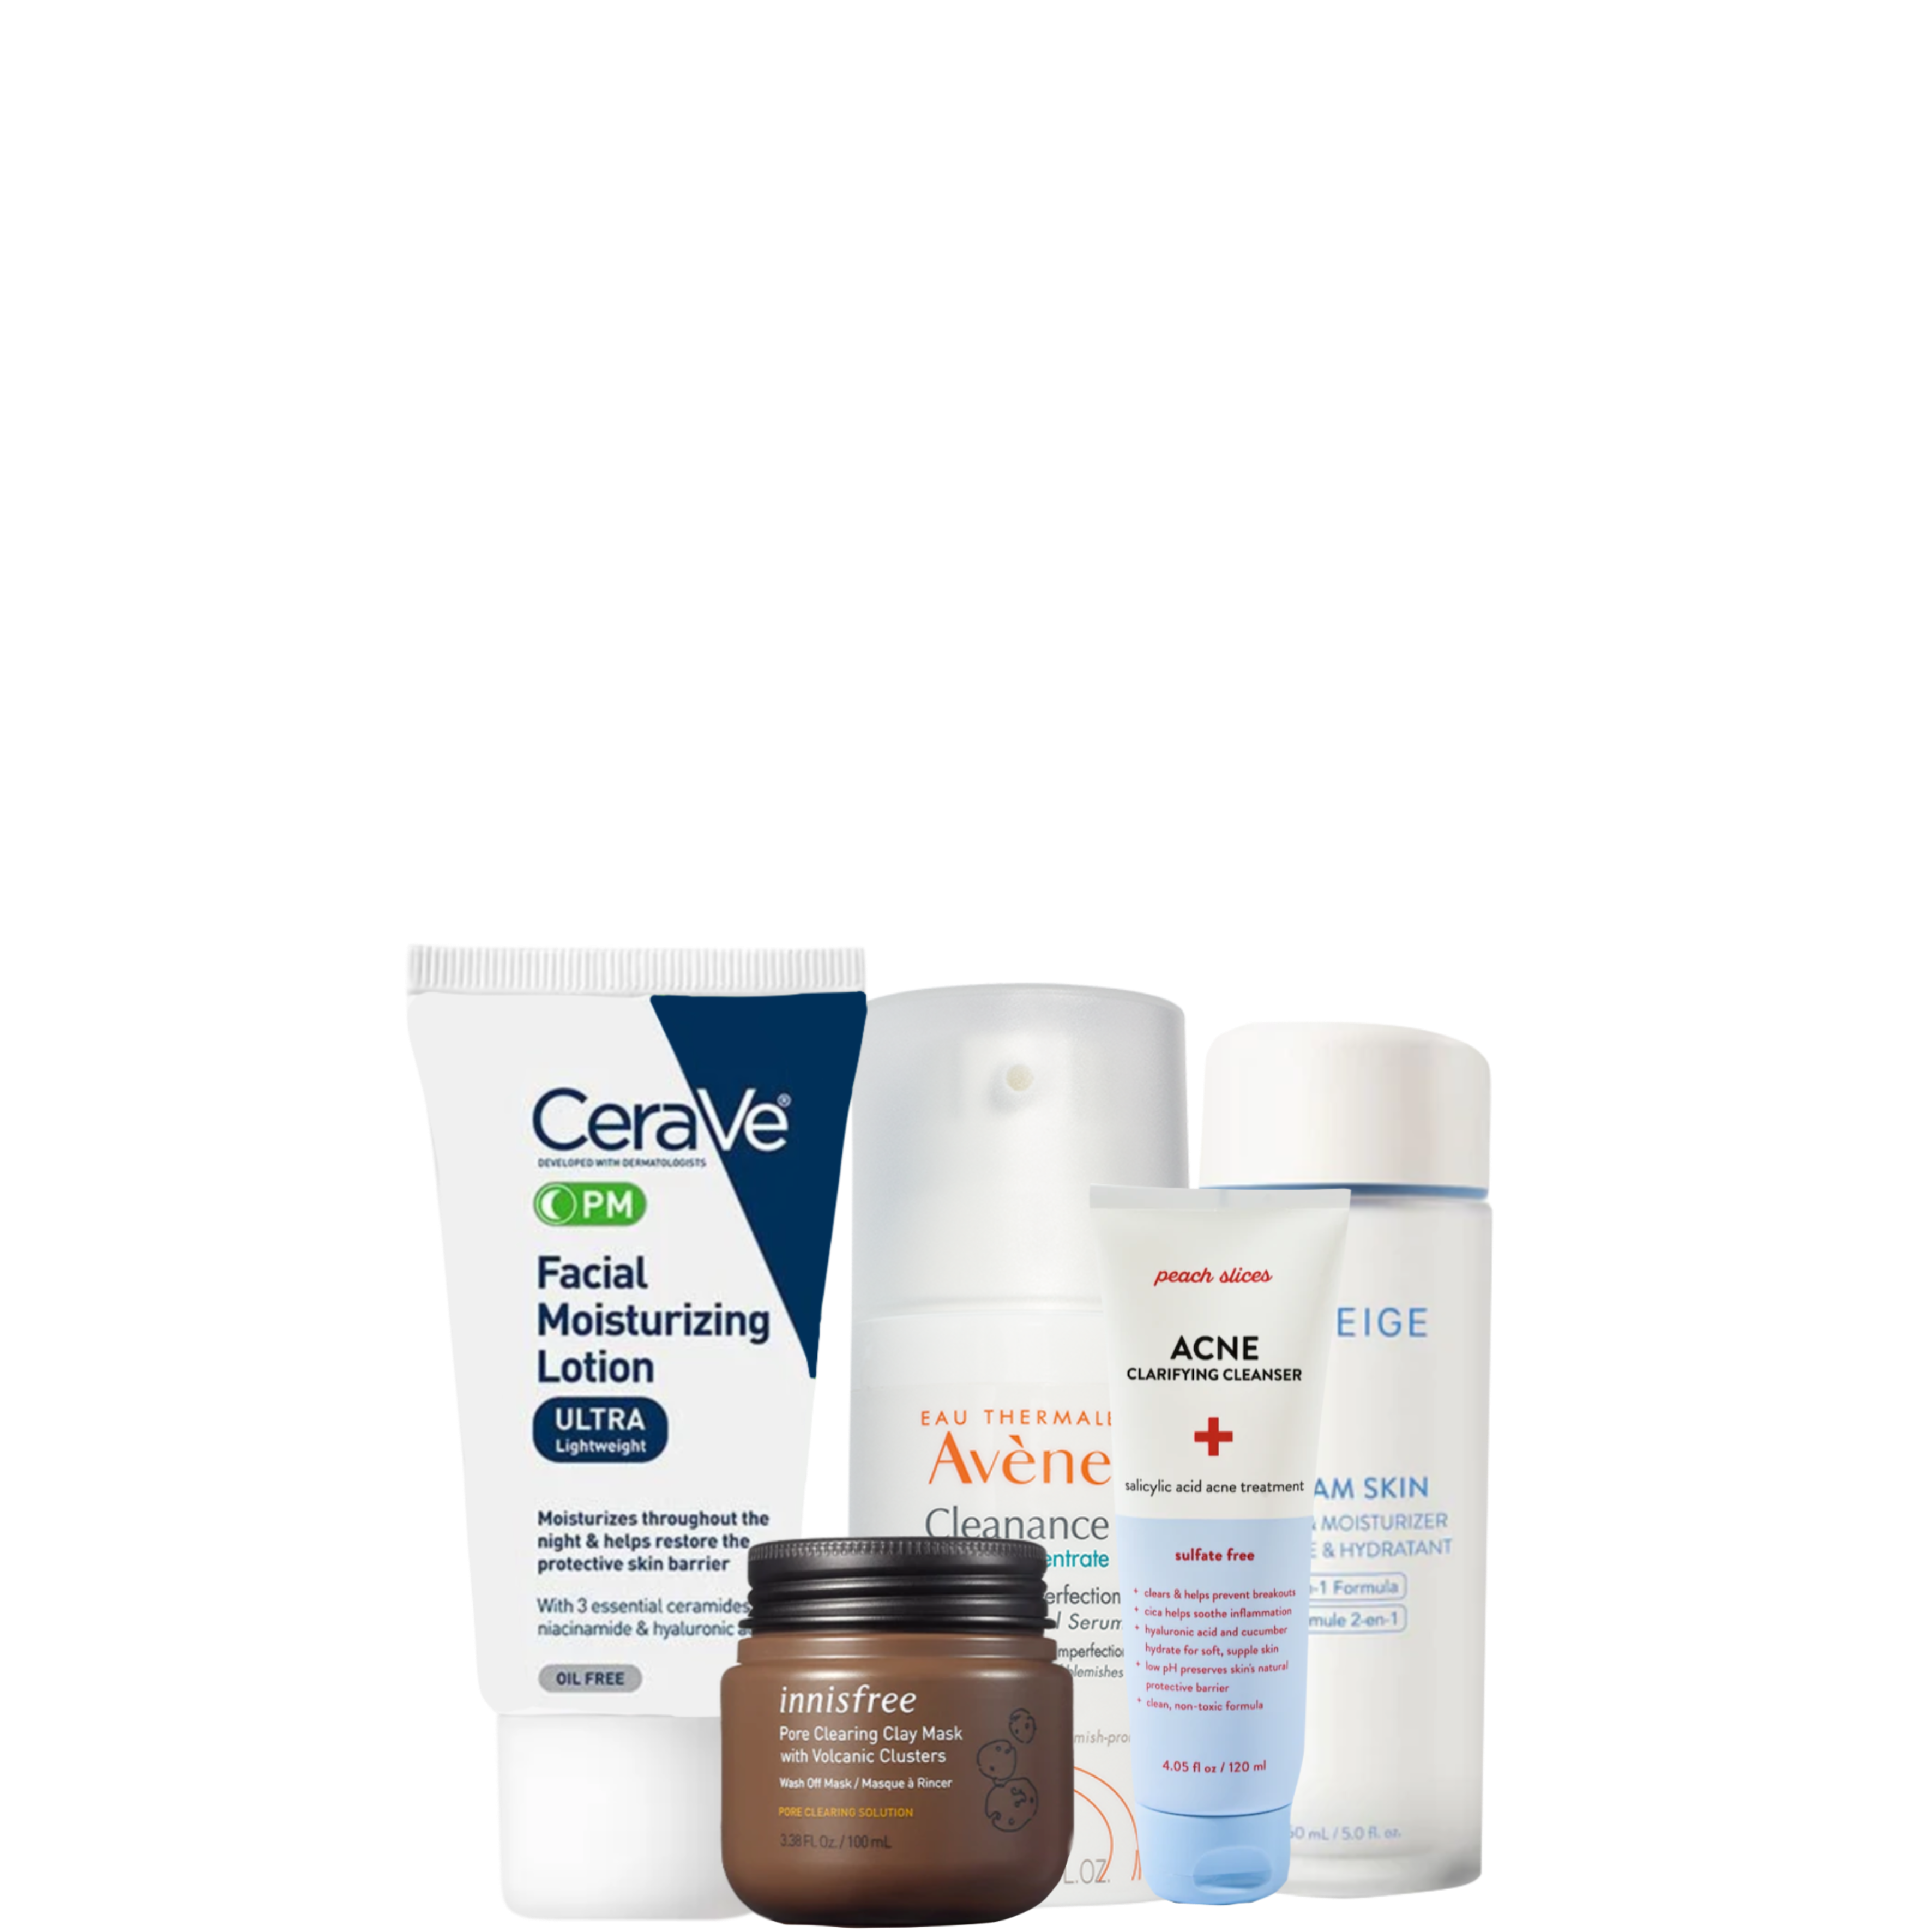 CeraVe®
DEVELOPED WITH DERMATOLOGISTS
PM
Facial
Moisturizing
Lotion
ULTRA
Lightweight
Moisturizes throughout the
night & helps restore the
protective skin barrier
With 3 essential ceramides,
niacinamide & hyaluronic
OIL FREE
innisfree
Pore Clearing Clay Mask
with Volcanic Clusters
Wash Off Mask / Masque à Rincer
PORE CLEARING SOLUTION
3.38 FL. Oz. / 100 mL
EAU THERMALE
Avène
Cleanance
entrate
erfection
l Serum
mperfection
blemishes
mish-pro
L.OZ.
peach slices
ACNE
CLARIFYING CLEANSER
salicylic acid acne treatment
sulfate free
+ clears & helps prevent breakouts
+ cica helps soothe inflammation
+ hyaluronic acid and cucumber
hydrate for soft, supple skin
+ low pH preserves skin's natural
protective barrier
+ clean, non-toxic formula
4.05 fl oz / 120 ml
EIGE
AM SKIN
MOISTURIZER
E & HYDRATANT
-1 Formula
mule 2-en-1
50 mL / 5.0 fl. oz.